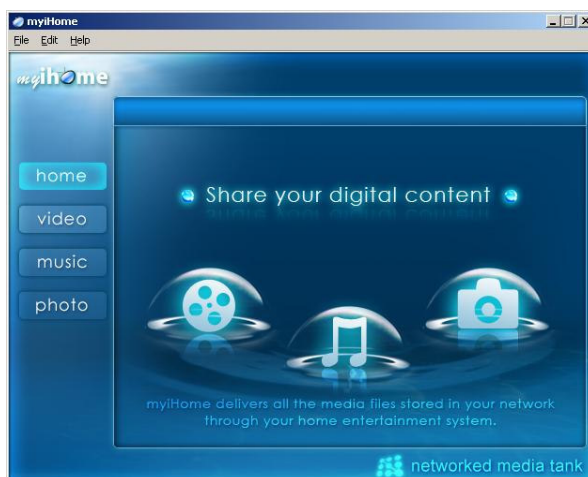 myiHome
File Edit Help
myihome
home
Share your digital content
video
music
photo
myiHome delivers all the media files stored in your network
through your home entertainment system.
networked media tank